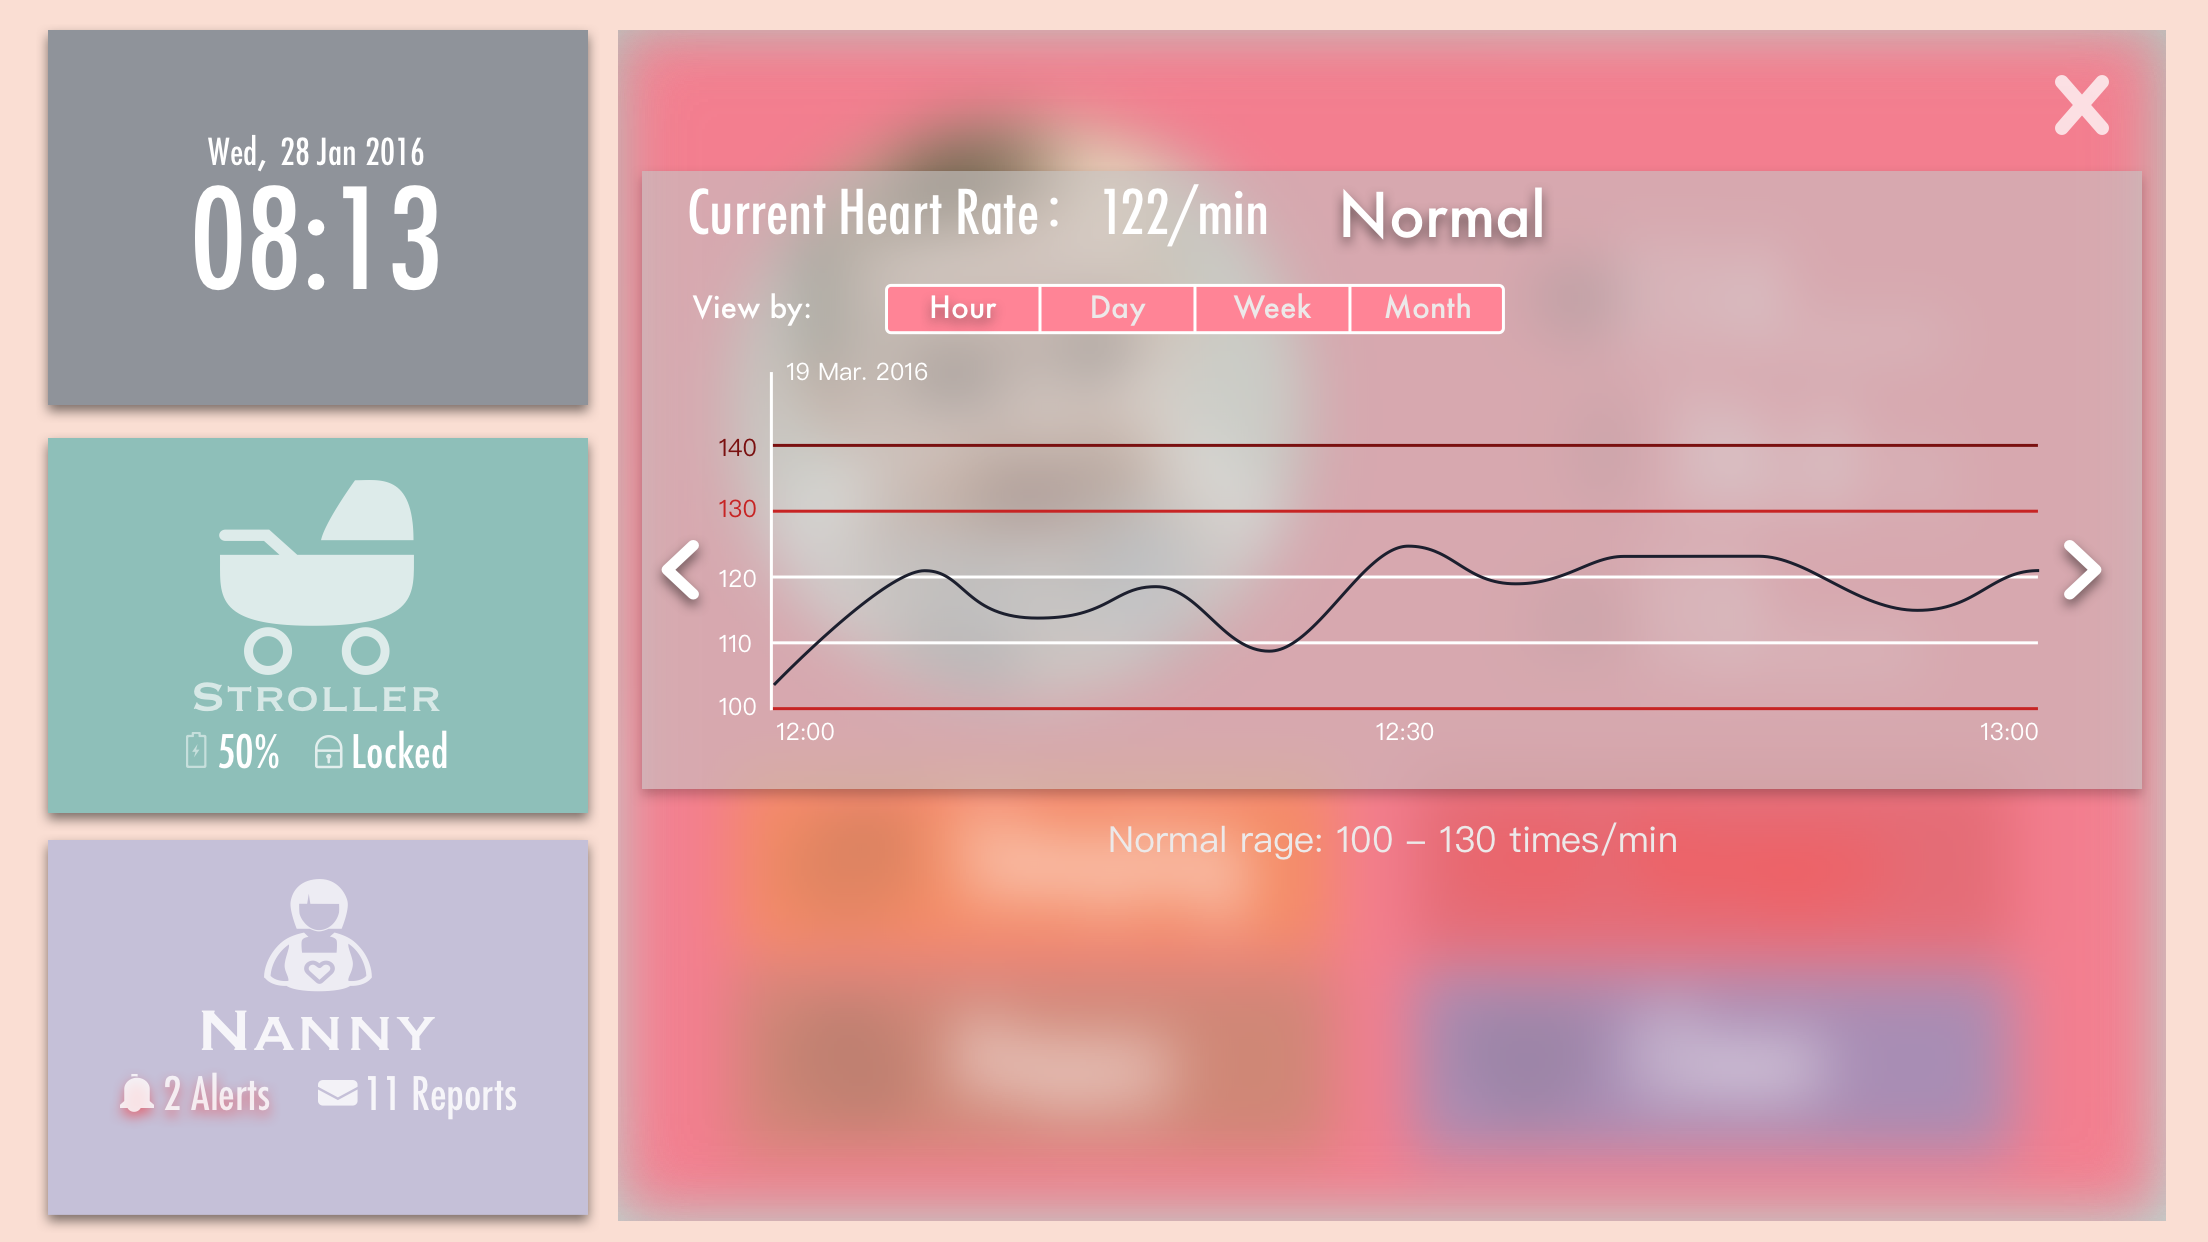 Wed, 28 Jan 2016
08:13
STROLLER
50% Locked
NANNY
2 Alerts 11 Reports
Current Heart Rate: 122/min Normal
View by: Hour Day Week Month
19 Mar. 2016
140
130
120
110
100
12:00 12:30 13:00
Normal rage: 100 – 130 times/min